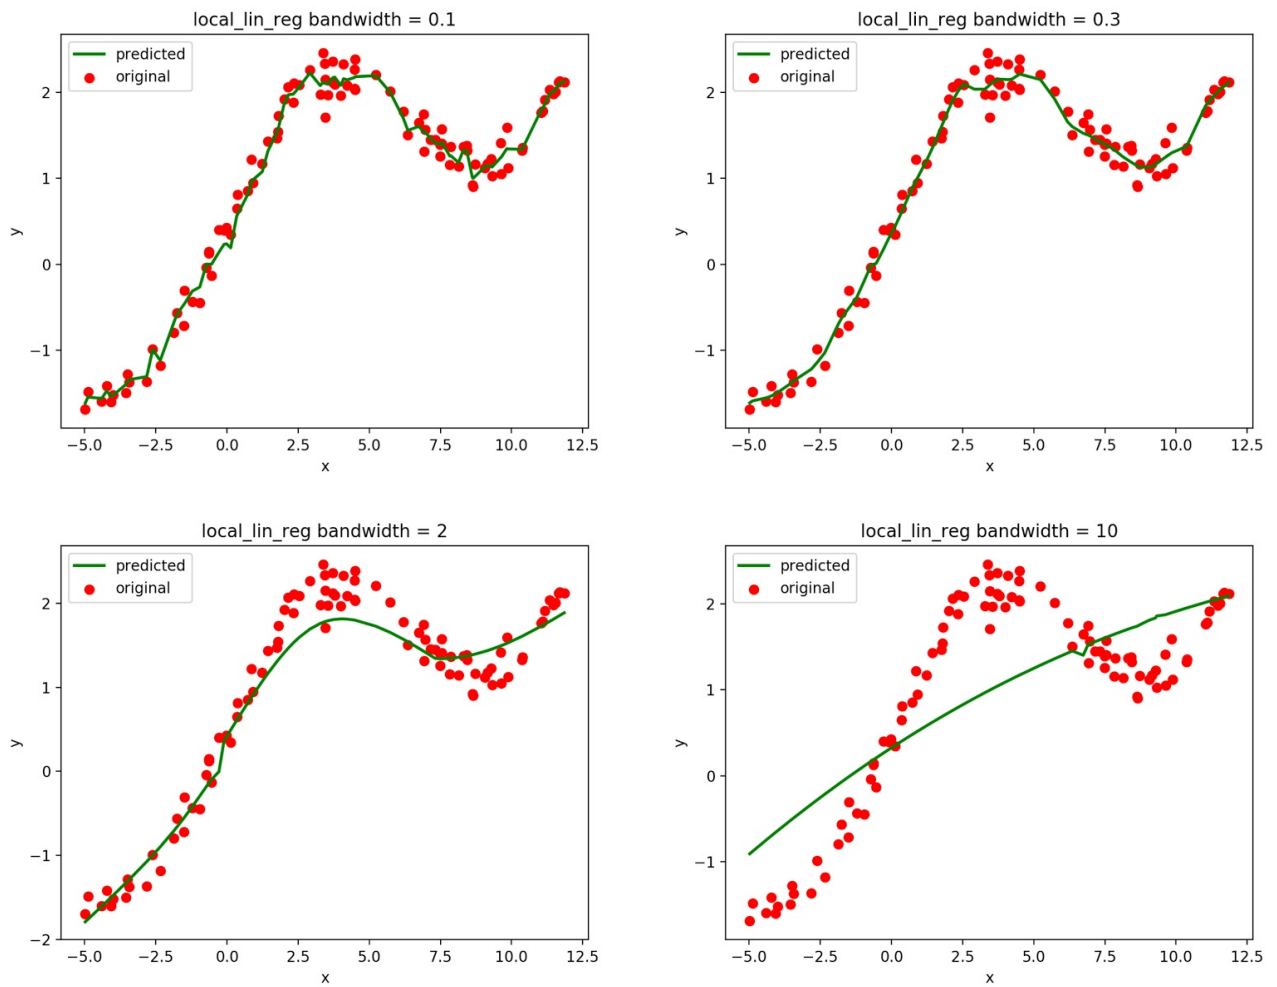 local_lin_reg bandwidth = 0.1
predicted
original
2
1
0
−1
y
−5.0 −2.5 0.0 2.5 5.0 7.5 10.0 12.5
x
local_lin_reg bandwidth = 0.3
predicted
original
2
1
0
−1
y
−5.0 −2.5 0.0 2.5 5.0 7.5 10.0 12.5
x
local_lin_reg bandwidth = 2
predicted
original
2
1
0
−1
−2
y
−5.0 −2.5 0.0 2.5 5.0 7.5 10.0 12.5
x
local_lin_reg bandwidth = 10
predicted
original
2
1
0
−1
y
−5.0 −2.5 0.0 2.5 5.0 7.5 10.0 12.5
x